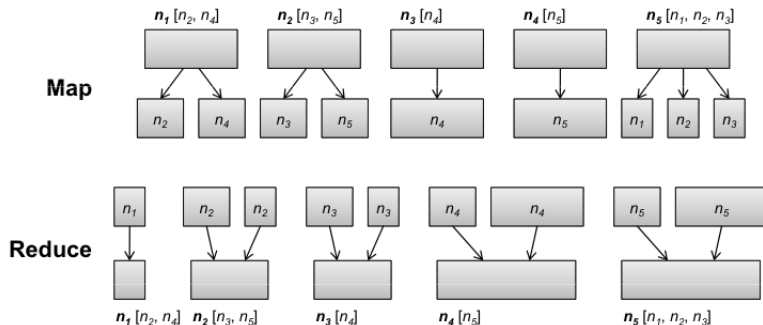 n1 [n2, n4] n2 [n3, n5] n3 [n4] n4 [n5] n5 [n1, n2, n3]
Map
n2 n4 n3 n5 n4 n5 n1 n2 n3
n1 n2 n2 n3 n3 n4 n4 n5 n5
Reduce
n1 [n2, n4] n2 [n3, n5] n3 [n4] n4 [n5] n5 [n1, n2, n3]